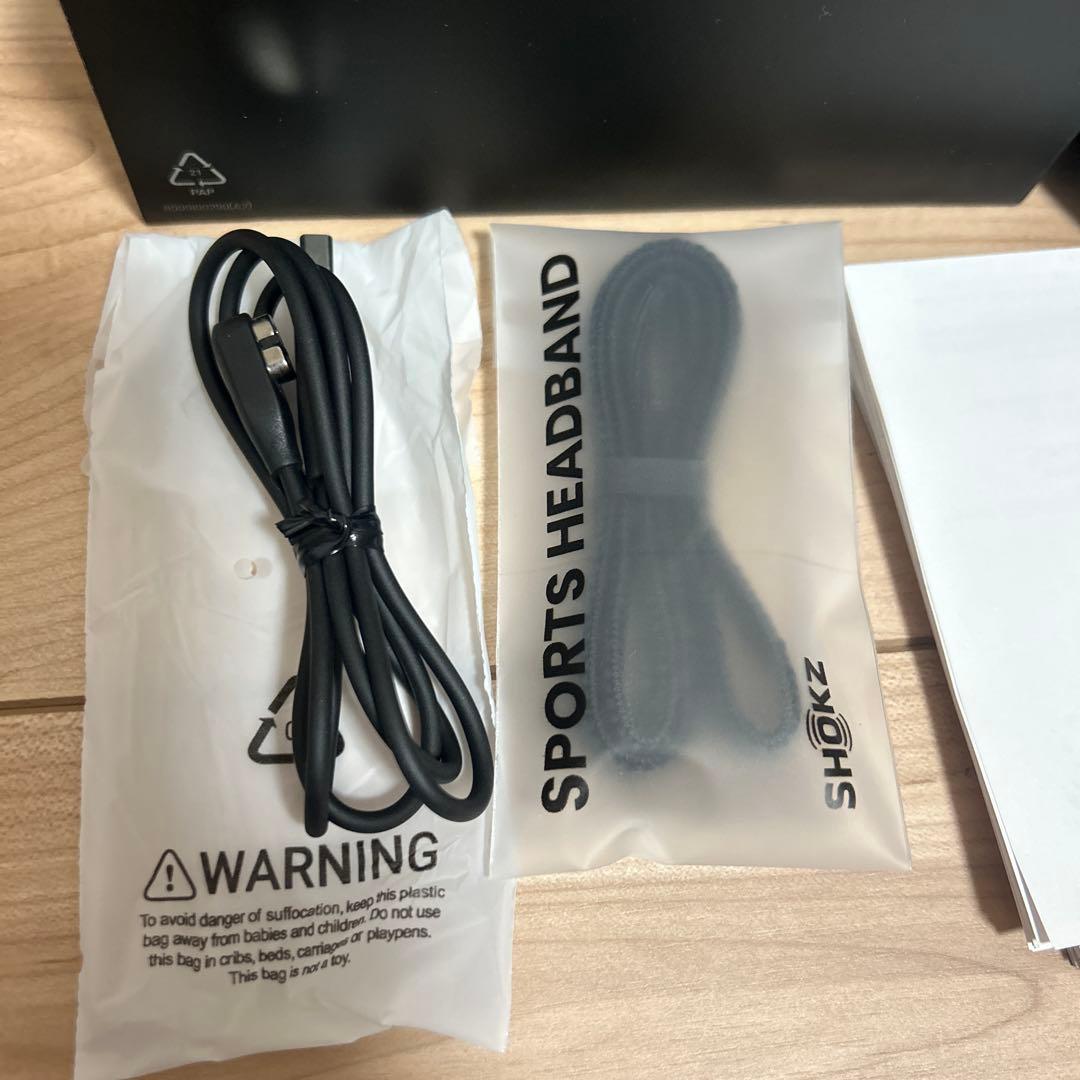 21
PAP
SPORTS HEADBAND
SHOKZ
WARNING
To avoid danger of suffocation, keep this plastic
bag away from babies and children. Do not use
this bag in cribs, beds, carriages or playpens.
This bag is not a toy.